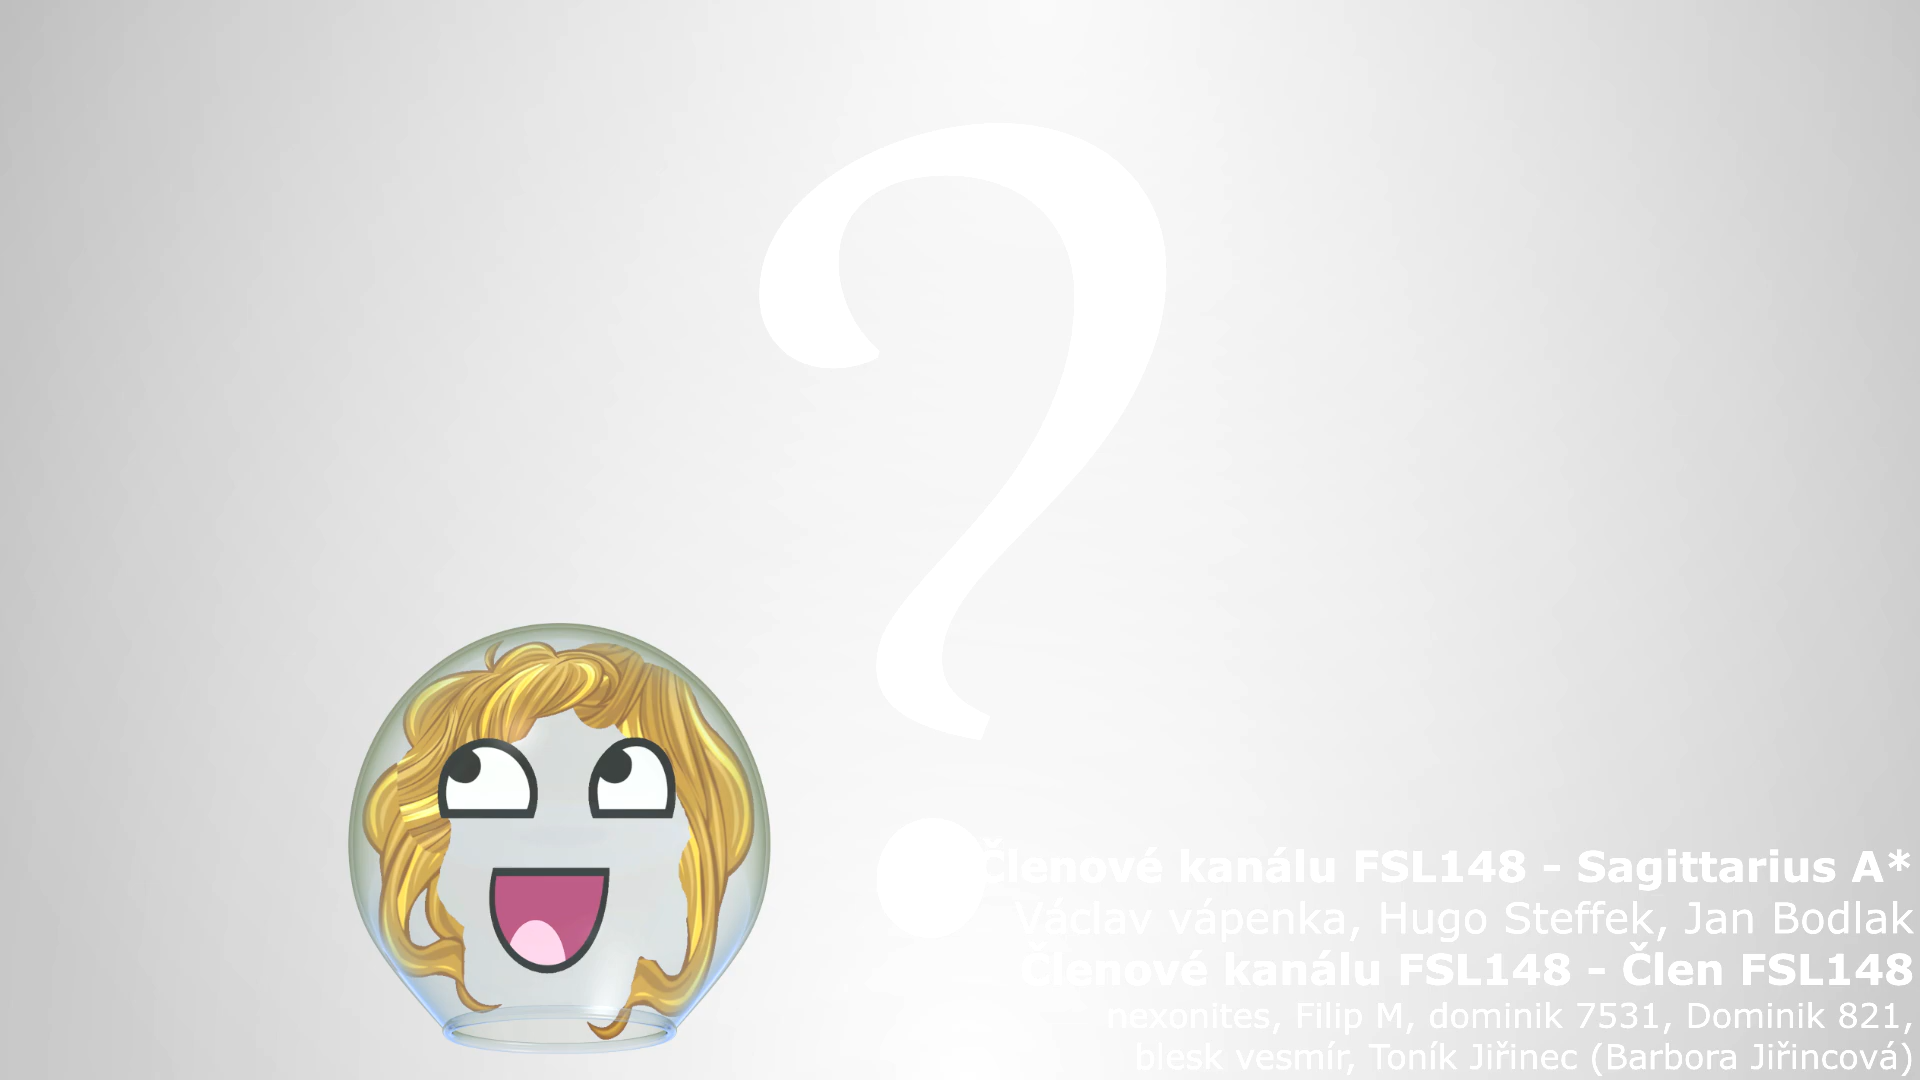 ?
Členové kanálu FSL148 - Sagittarius A*
Václav vápenka, Hugo Steffek, Jan Bodlak
Členové kanálu FSL148 - Člen FSL148
nexonites, Filip M, dominik 7531, Dominik 821,
blesk vesmír, Toník Jiřinec (Barbora Jiřincová)